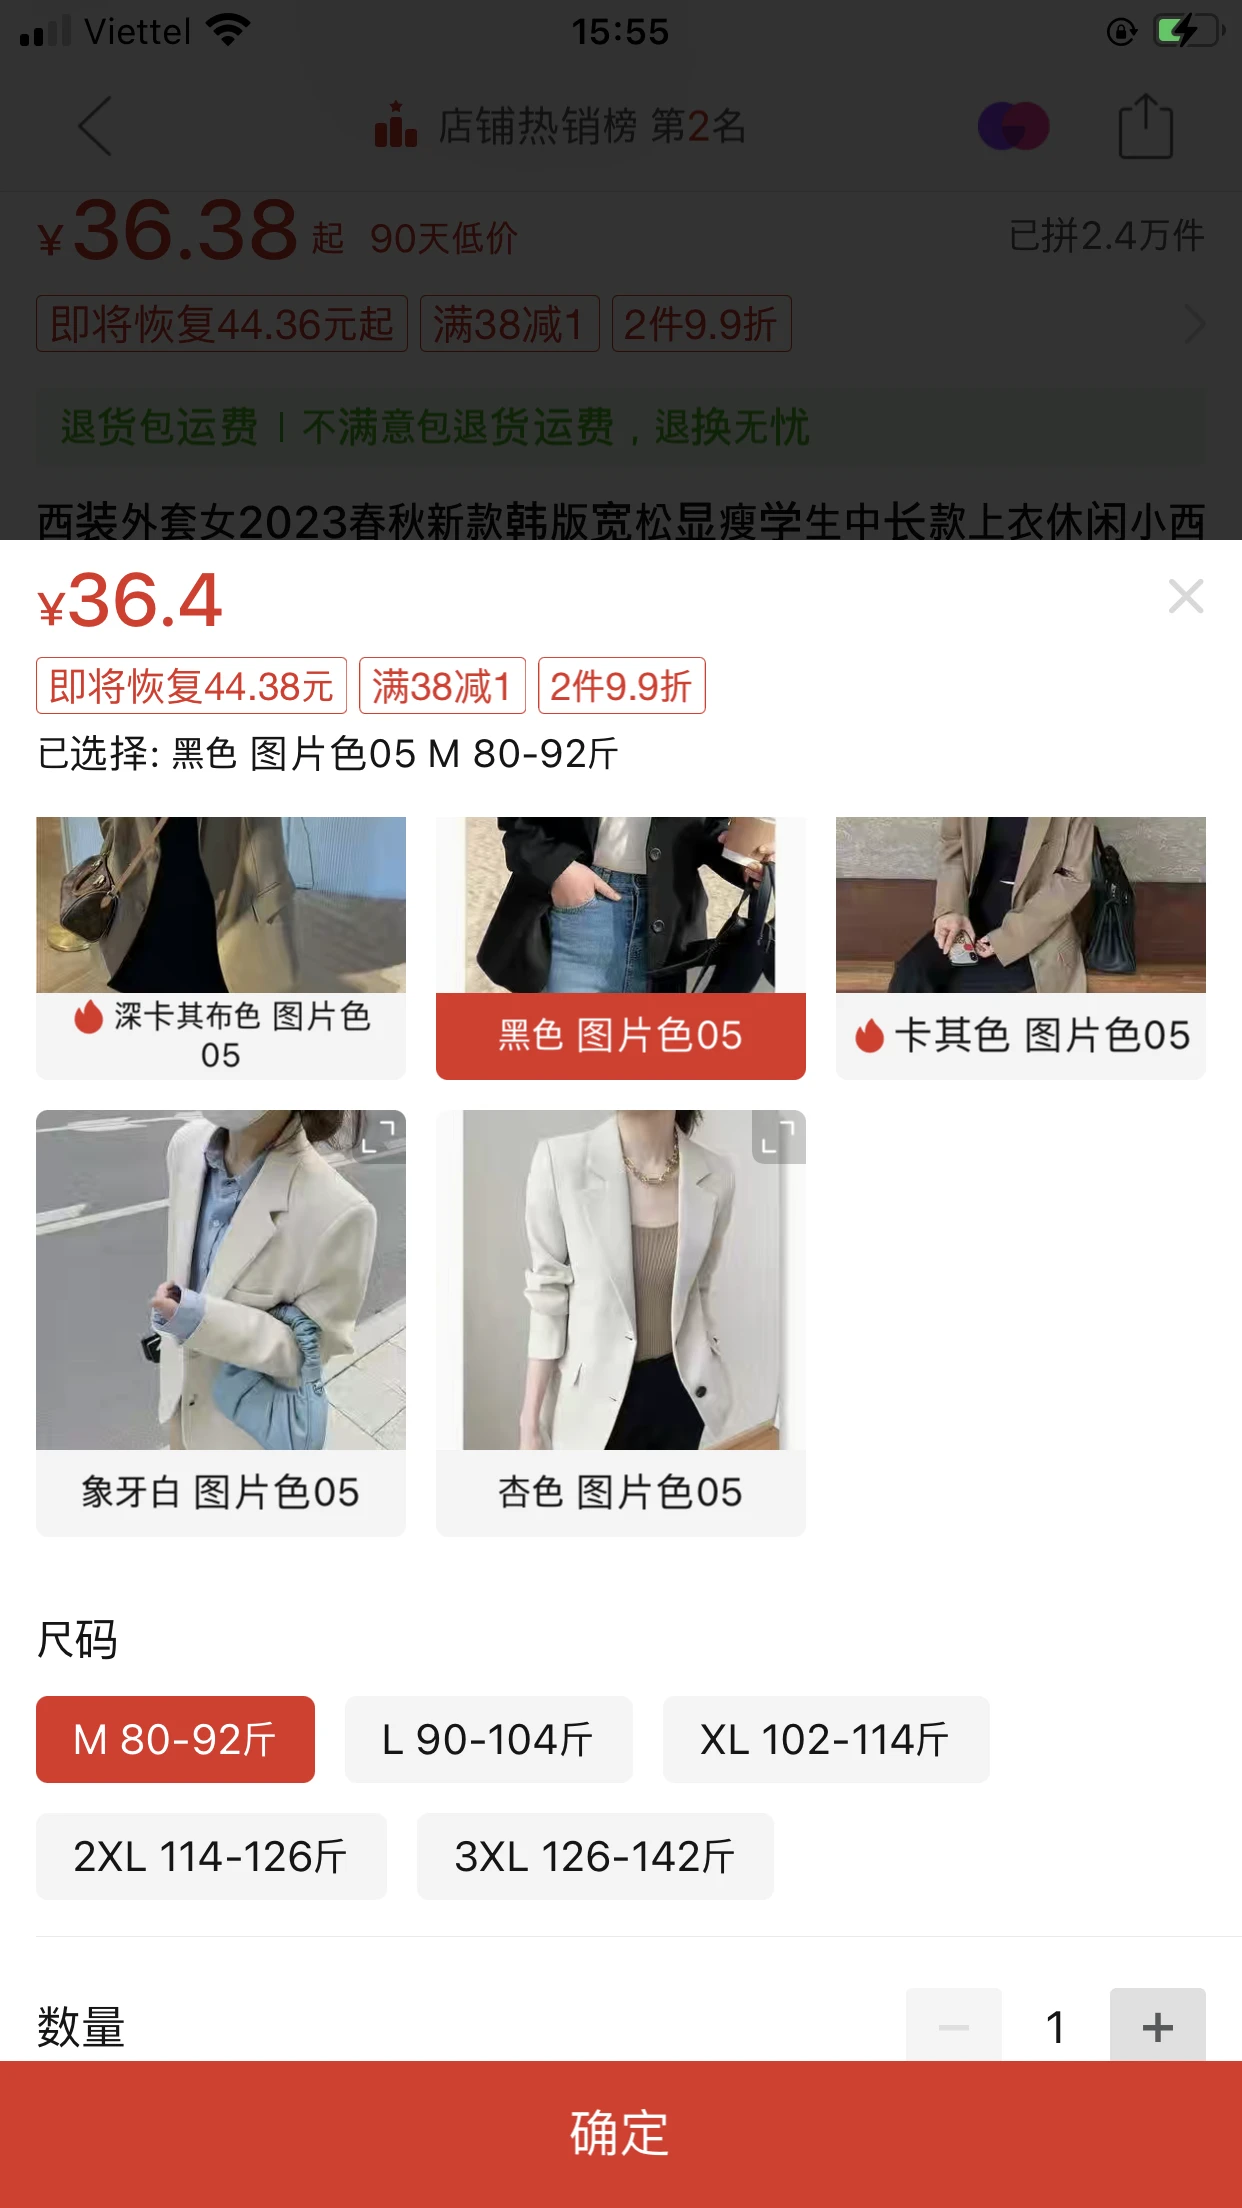 Viettel
15:55
店铺热销榜 第2名
¥36.38起 90天低价
已拼2.4万件
即将恢复44.36元起 满38减1 2件9.9折
退货包运费 | 不满意包退货运费，退换无忧
西装外套女2023春秋新款韩版宽松显瘦学生中长款上衣休闲小西
¥36.4
即将恢复44.38元 满38减1 2件9.9折
已选择: 黑色 图片色05 M 80-92斤
深卡其布色 图片色
05
黑色 图片色05
卡其色 图片色05
象牙白 图片色05
杏色 图片色05
尺码
M 80-92斤
L 90-104斤
XL 102-114斤
2XL 114-126斤
3XL 126-142斤
数量
1
确定